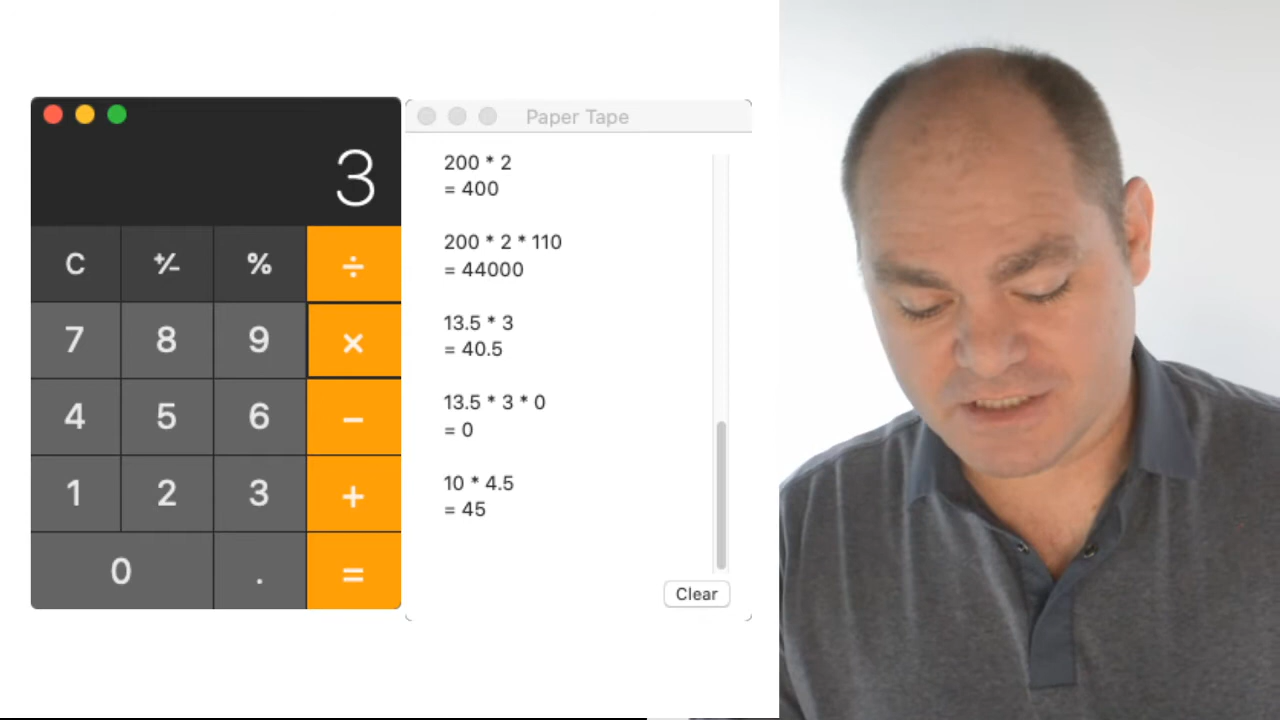 3
C ⁺⁄₋ % ÷
7 8 9 ×
4 5 6 −
1 2 3 +
0 . =
Paper Tape
200 * 2
= 400
200 * 2 * 110
= 44000
13.5 * 3
= 40.5
13.5 * 3 * 0
= 0
10 * 4.5
= 45
Clear